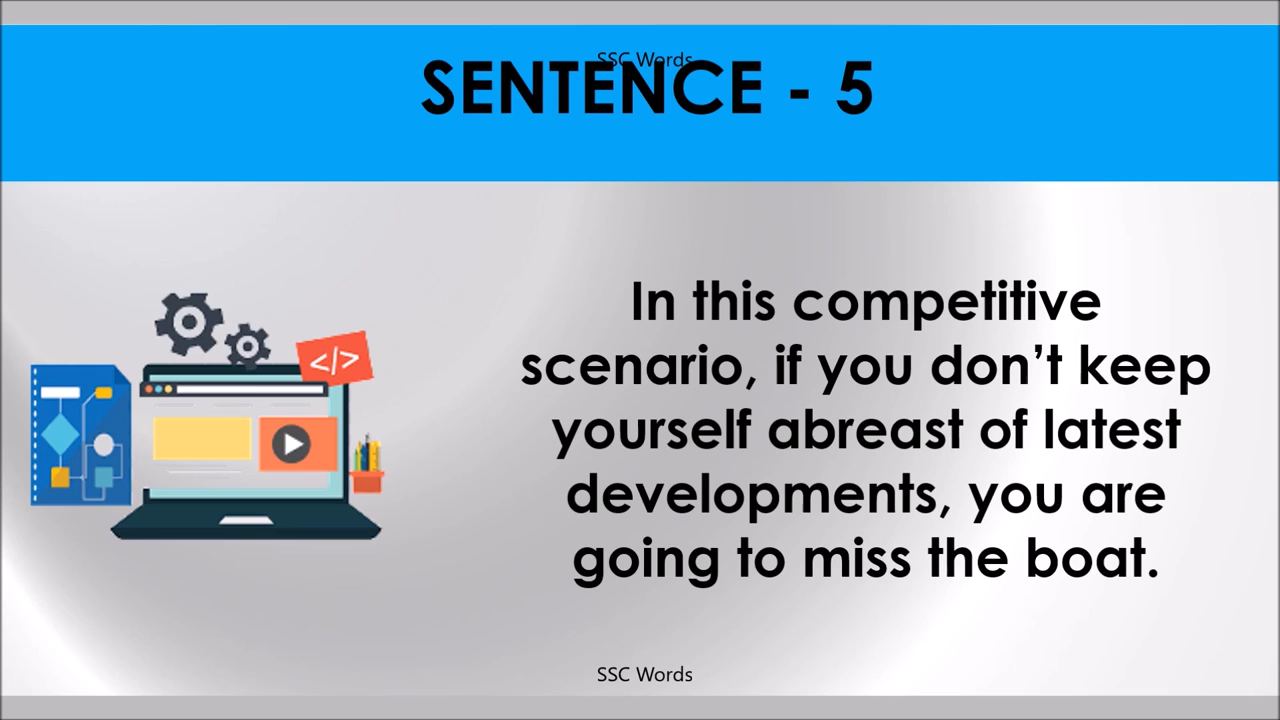 SSC Words
SENTENCE - 5
</>
In this competitive
scenario, if you don’t keep
yourself abreast of latest
developments, you are
going to miss the boat.
SSC Words